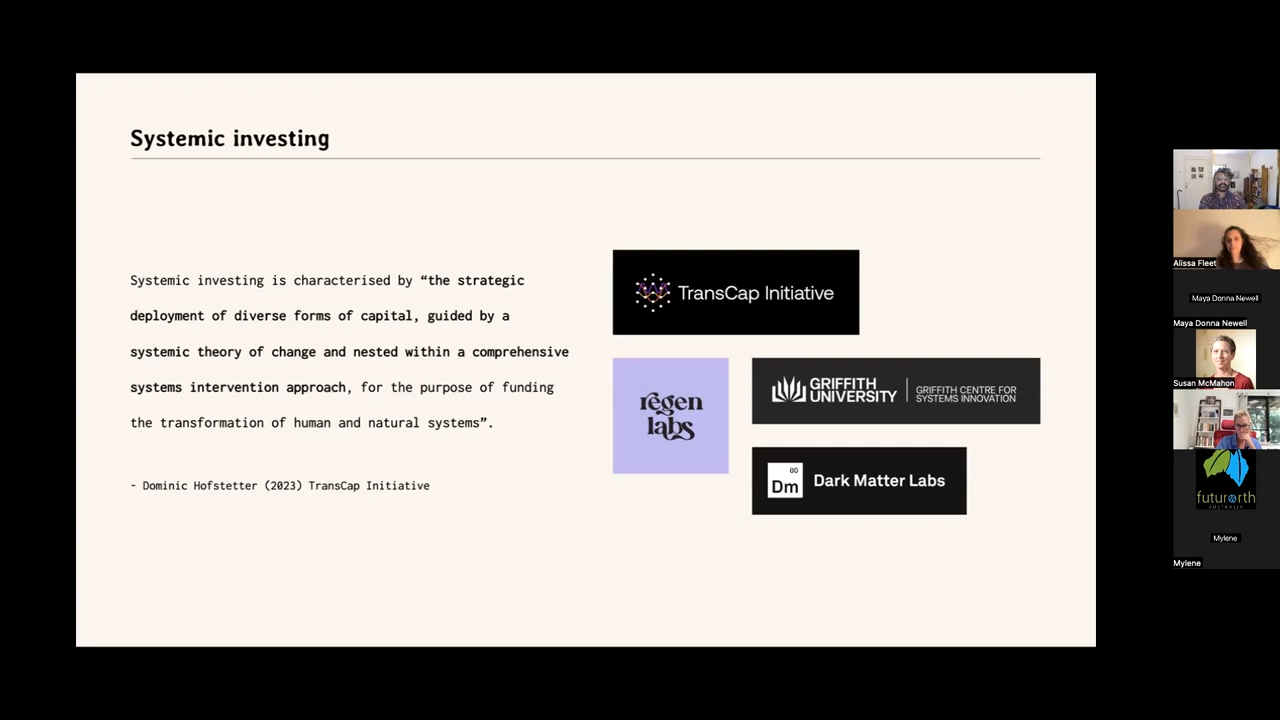 Systemic investing
Systemic investing is characterised by “the strategic
deployment of diverse forms of capital, guided by a
systemic theory of change and nested within a comprehensive
systems intervention approach, for the purpose of funding
the transformation of human and natural systems”.
- Dominic Hofstetter (2023) TransCap Initiative
TransCap Initiative
regen
labs
GRIFFITH
UNIVERSITY
GRIFFITH CENTRE FOR
SYSTEMS INNOVATION
00
Dm
Dark Matter Labs
Alissa Fleet
Maya Donna Newell
Maya Donna Newell
Susan McMahon
futurorth
AUSTRALIA
Mylene
Mylene